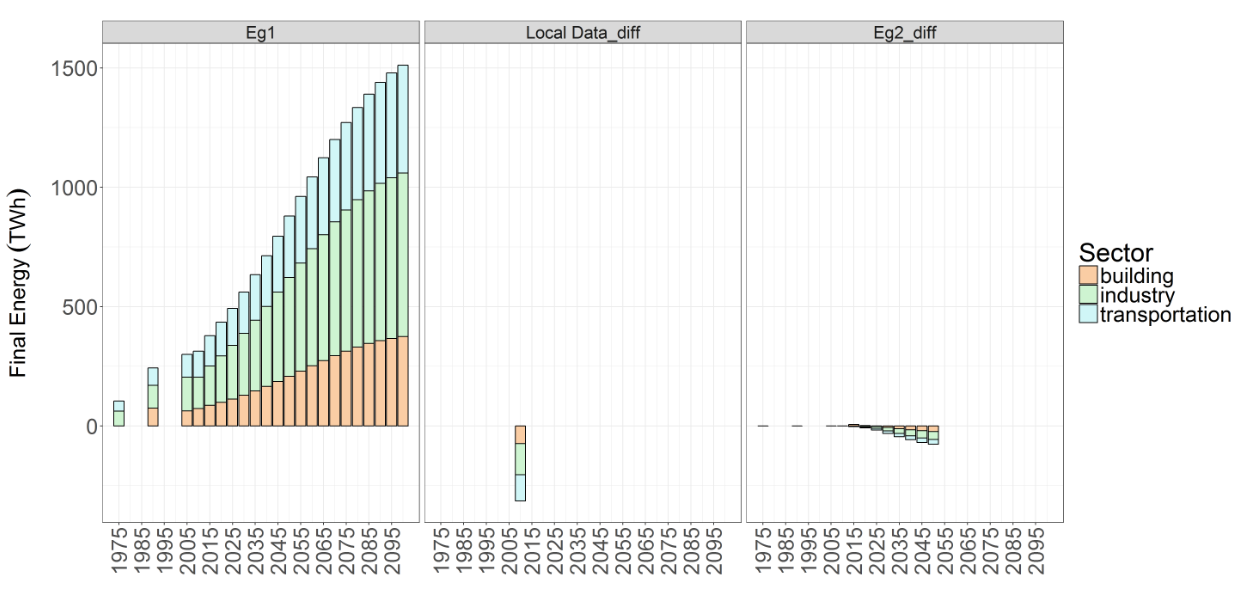 Eg1 Local Data_diff Eg2_diff
Final Energy (TWh)
1500
1000
500
0
1975 1985 1995 2005 2015 2025 2035 2045 2055 2065 2075 2085 2095
1975 1985 1995 2005 2015 2025 2035 2045 2055 2065 2075 2085 2095
1975 1985 1995 2005 2015 2025 2035 2045 2055 2065 2075 2085 2095
Sector
building
industry
transportation